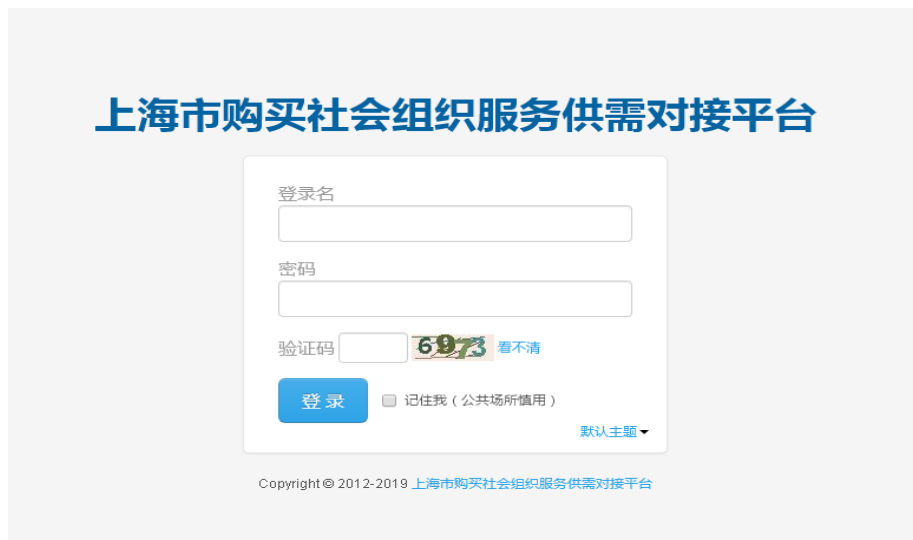 上海市购买社会组织服务供需对接平台
登录名
密码
验证码 6973 看不清
登 录 记住我（公共场所慎用）
默认主题
Copyright © 2012-2019 上海市购买社会组织服务供需对接平台